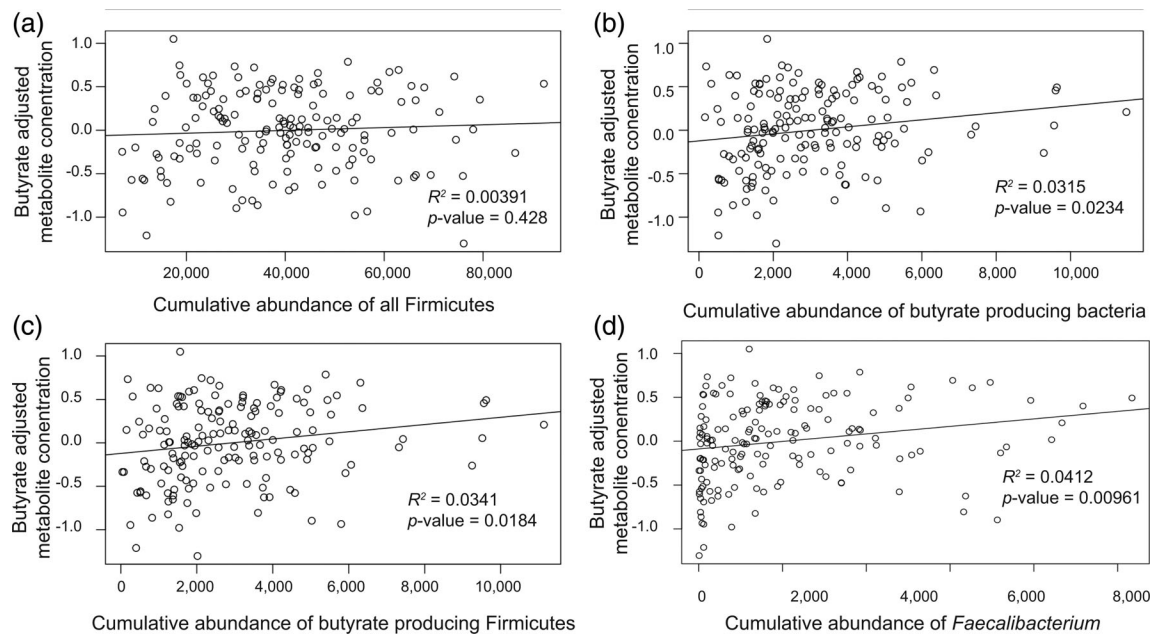 (a)
Butyrate adjusted
metabolite conentration
1.0
0.5
0.0
-0.5
-1.0
R² = 0.00391
p-value = 0.428
20,000 40,000 60,000 80,000
Cumulative abundance of all Firmicutes
(b)
Butyrate adjusted
metabolite conentration
1.0
0.5
0.0
-0.5
-1.0
R² = 0.0315
p-value = 0.0234
0 2,000 4,000 6,000 8,000 10,000
Cumulative abundance of butyrate producing bacteria
(c)
Butyrate adjusted
metabolite conentration
1.0
0.5
0.0
-0.5
-1.0
R² = 0.0341
p-value = 0.0184
0 2,000 4,000 6,000 8,000 10,000
Cumulative abundance of butyrate producing Firmicutes
(d)
Butyrate adjusted
metabolite conentration
1.0
0.5
0.0
-0.5
-1.0
R² = 0.0412
p-value = 0.00961
0 2,000 4,000 6,000 8,000
Cumulative abundance of Faecalibacterium